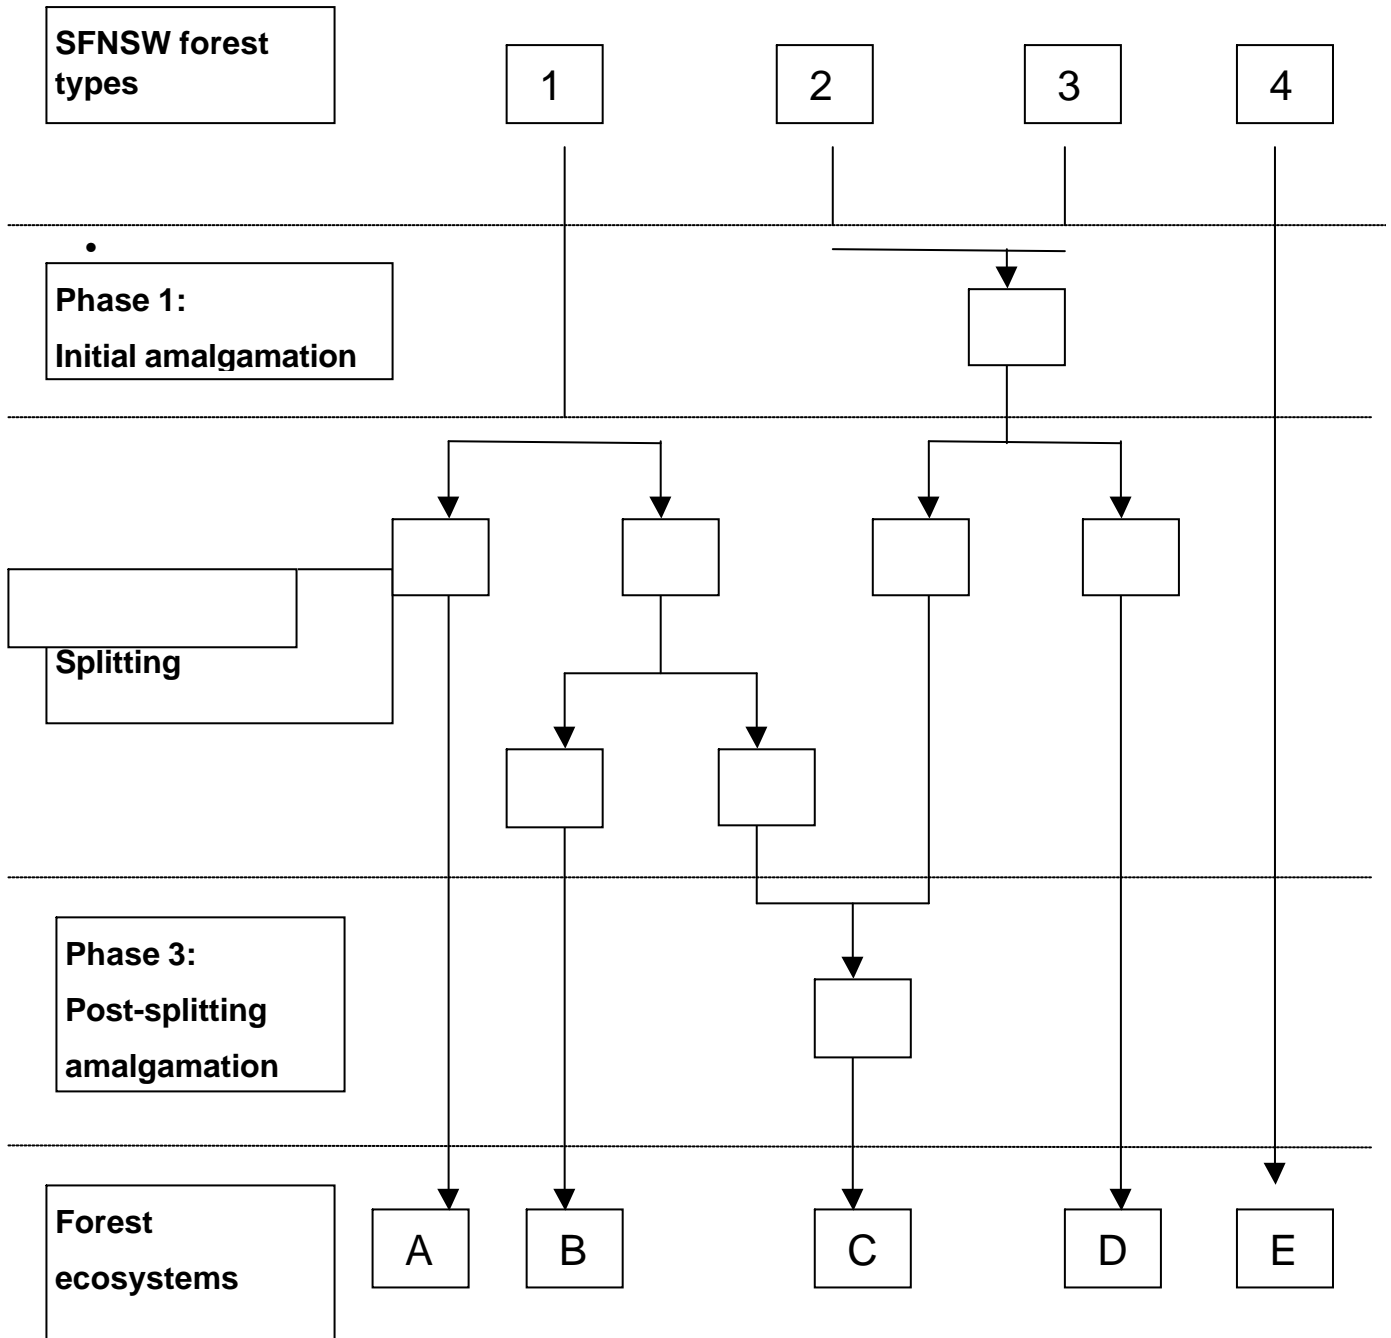 SFNSW forest
types
1
2
3
4
•
Phase 1:
Initial amalgamation
Splitting
Phase 3:
Post-splitting
amalgamation
Forest
ecosystems
A
B
C
D
E